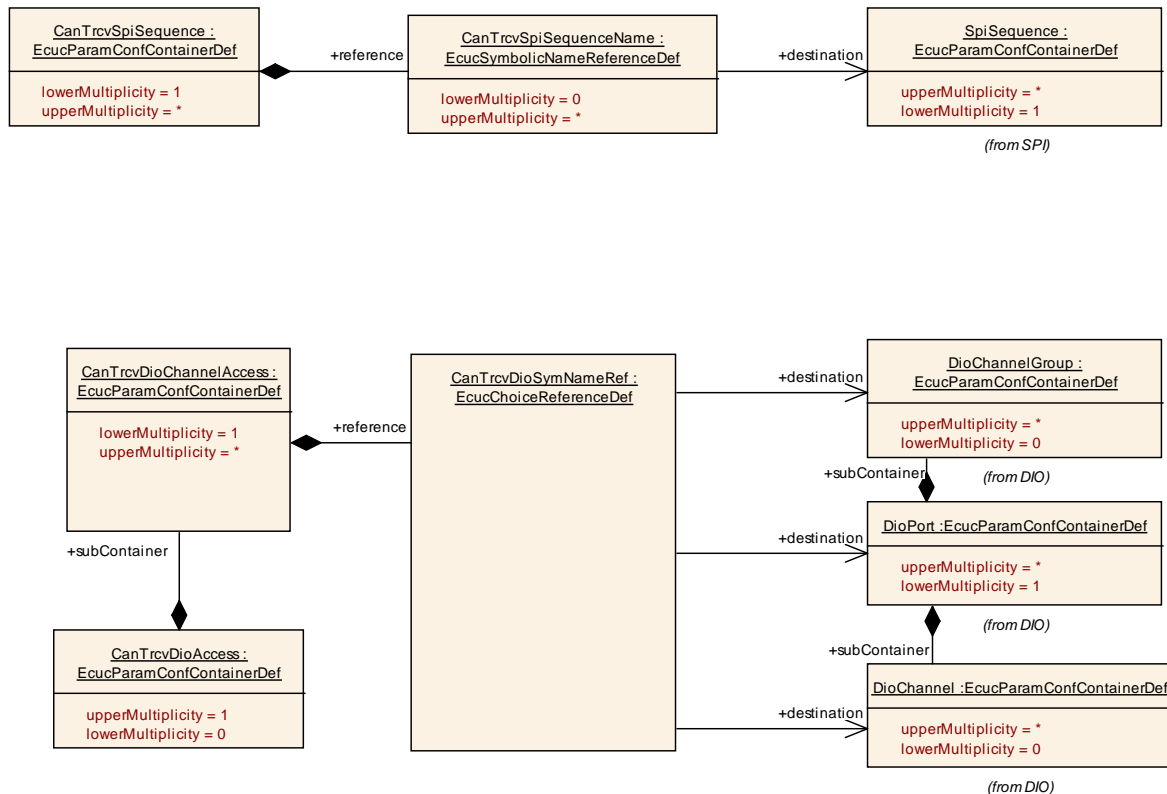 CanTrcvSpiSequence :
EcucParamConfContainerDef
lowerMultiplicity = 1
upperMultiplicity = *
+reference
CanTrcvSpiSequenceName :
EcucSymbolicNameReferenceDef
lowerMultiplicity = 0
upperMultiplicity = *
+destination
SpiSequence :
EcucParamConfContainerDef
upperMultiplicity = *
lowerMultiplicity = 1
(from SPI)
CanTrcvDioChannelAccess :
EcucParamConfContainerDef
lowerMultiplicity = 1
upperMultiplicity = *
+reference
+subContainer
CanTrcvDioAccess :
EcucParamConfContainerDef
upperMultiplicity = 1
lowerMultiplicity = 0
CanTrcvDioSymNameRef :
EcucChoiceReferenceDef
+destination
DioChannelGroup :
EcucParamConfContainerDef
upperMultiplicity = *
lowerMultiplicity = 0
+subContainer
(from DIO)
+destination
DioPort :EcucParamConfContainerDef
upperMultiplicity = *
lowerMultiplicity = 1
(from DIO)
+subContainer
+destination
DioChannel :EcucParamConfContainerDef
upperMultiplicity = *
lowerMultiplicity = 0
(from DIO)